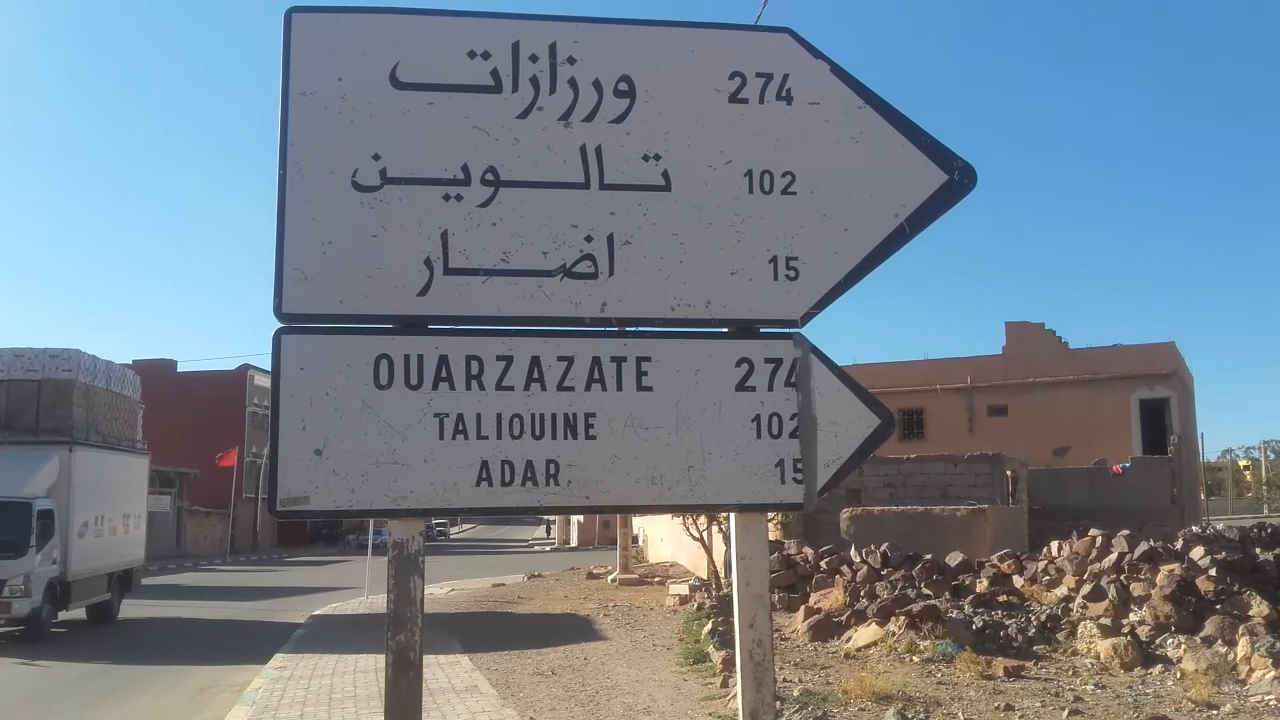 ورزازات 274
تالوين 102
اضار 15
OUARZAZATE 274
TALIOUINE 102
ADAR 15